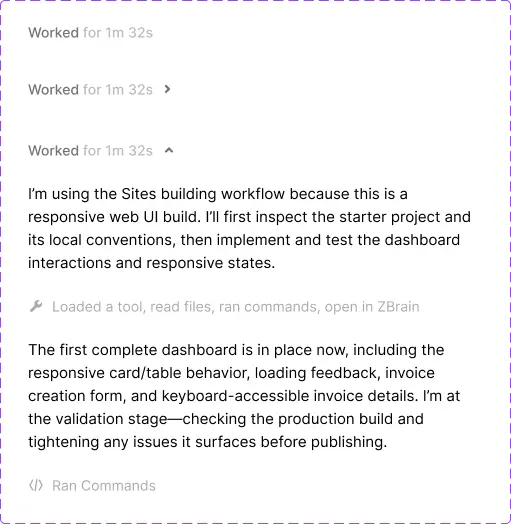 Worked for 1m 32s
Worked for 1m 32s
Worked for 1m 32s
I’m using the Sites building workflow because this is a
responsive web UI build. I’ll first inspect the starter project and
its local conventions, then implement and test the dashboard
interactions and responsive states.
Loaded a tool, read files, ran commands, open in ZBrain
The first complete dashboard is in place now, including the
responsive card/table behavior, loading feedback, invoice
creation form, and keyboard-accessible invoice details. I’m at
the validation stage—checking the production build and
tightening any issues it surfaces before publishing.
Ran Commands